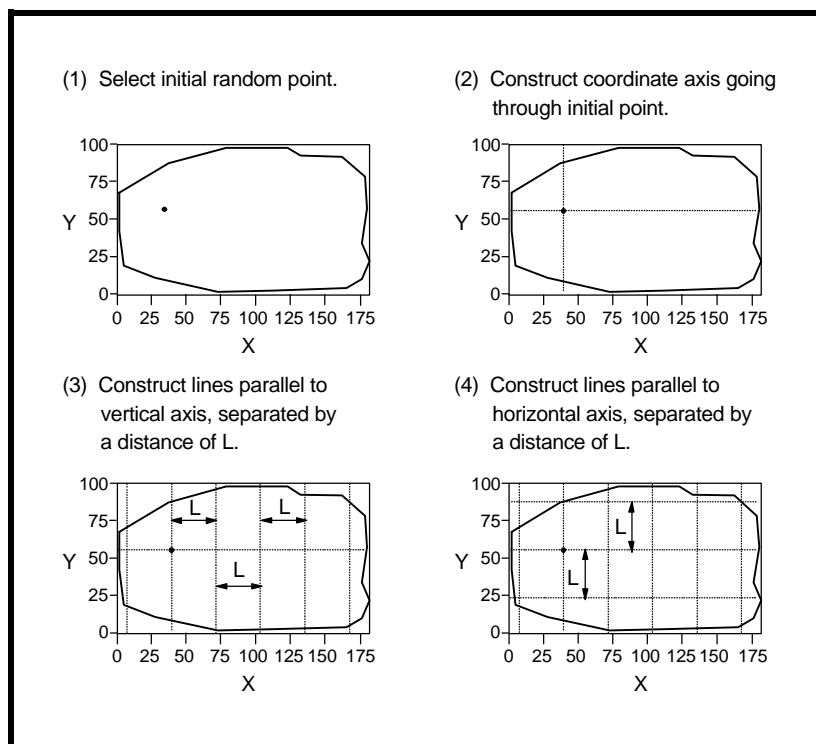 (1) Select initial random point.
100
75
Y 50
25
0
0 25 50 75 100 125 150 175
X
(2) Construct coordinate axis going
through initial point.
100
75
Y 50
25
0
0 25 50 75 100 125 150 175
X
(3) Construct lines parallel to
vertical axis, separated by
a distance of L.
100
L L
75
Y 50
L
25
0
0 25 50 75 100 125 150 175
X
(4) Construct lines parallel to
horizontal axis, separated by
a distance of L.
100
75
L
Y 50
L
25
0
0 25 50 75 100 125 150 175
X